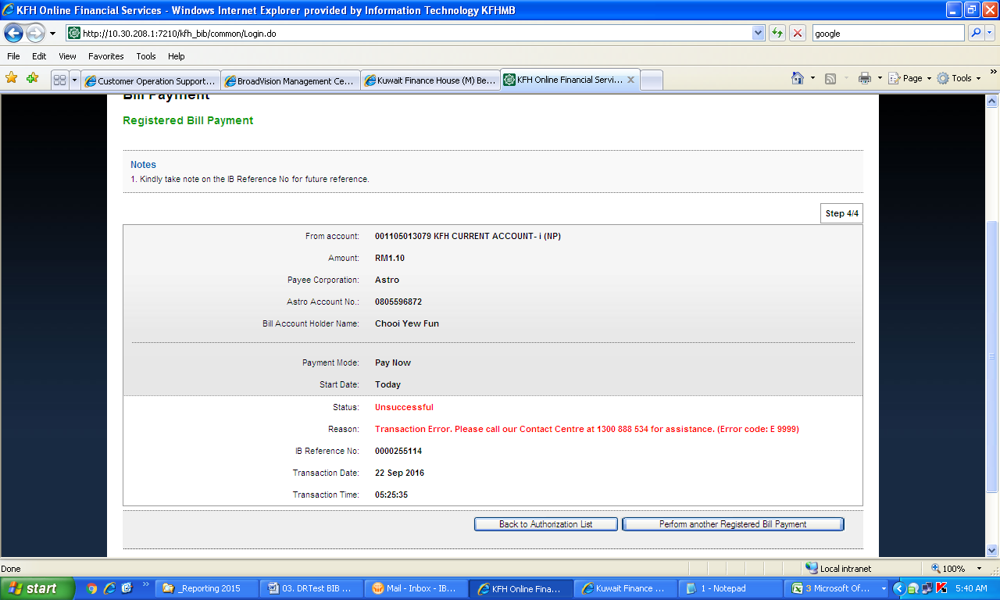 KFH Online Financial Services - Windows Internet Explorer provided by Information Technology KFHMB
http://10.30.208.1:7210/kfh_bib/common/Login.do
google
File Edit View Favorites Tools Help
Customer Operation Support... BroadVision Management Ce... Kuwait Finance House (M) Be... KFH Online Financial Servi... Page Tools
Bill Payment
Registered Bill Payment
Notes
1. Kindly take note on the IB Reference No for future reference.
Step 4/4
From account: 001105013079 KFH CURRENT ACCOUNT- i (NP)
Amount: RM1.10
Payee Corporation: Astro
Astro Account No.: 0805596872
Bill Account Holder Name: Chooi Yew Fun
Payment Mode: Pay Now
Start Date: Today
Status: Unsuccessful
Reason: Transaction Error. Please call our Contact Centre at 1300 888 534 for assistance. (Error code: E 9999)
IB Reference No: 0000255114
Transaction Date: 22 Sep 2016
Transaction Time: 05:25:35
Back to Authorization List Perform another Registered Bill Payment
Done Local intranet 100%
start _Reporting 2015 03. DRTest BIB ... Mail - Inbox - IB... KFH Online Fina... Kuwait Finance ... 1 - Notepad 3 Microsoft Of... 5:40 AM